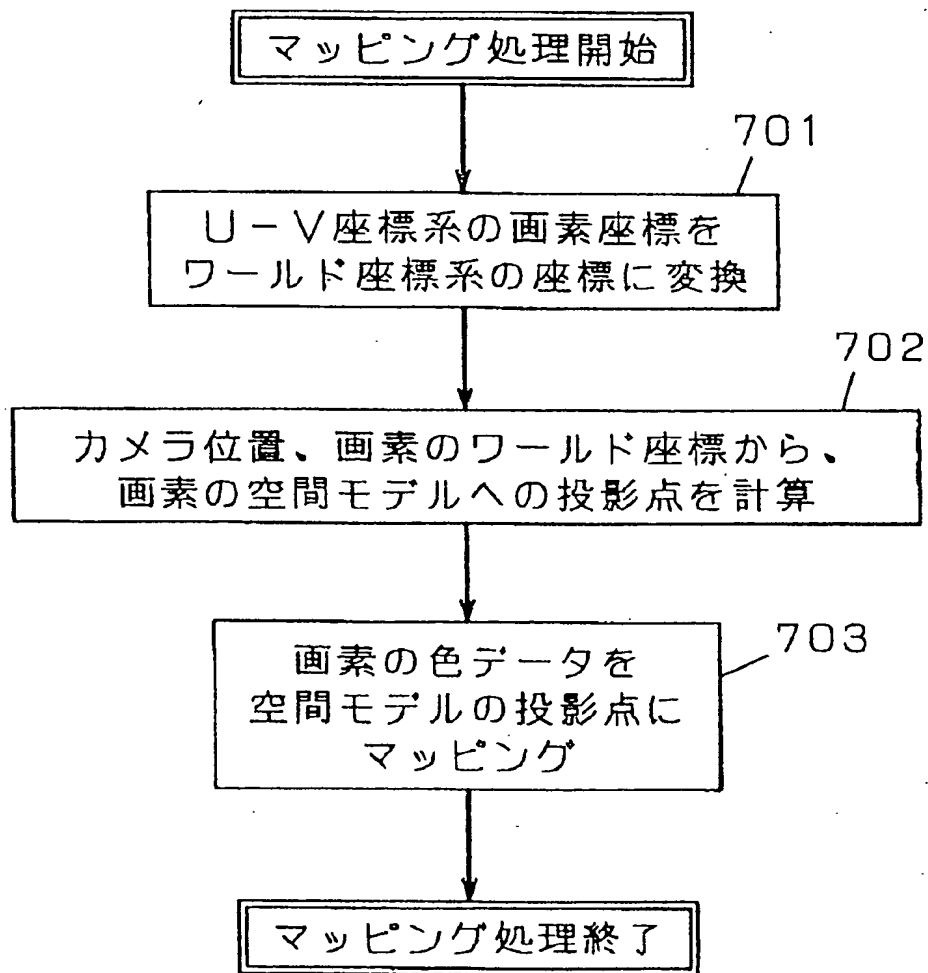 マッピング処理開始
701
U－V座標系の画素座標を
ワールド座標系の座標に変換
702
カメラ位置、画素のワールド座標から、
画素の空間モデルへの投影点を計算
703
画素の色データを
空間モデルの投影点に
マッピング
マッピング処理終了